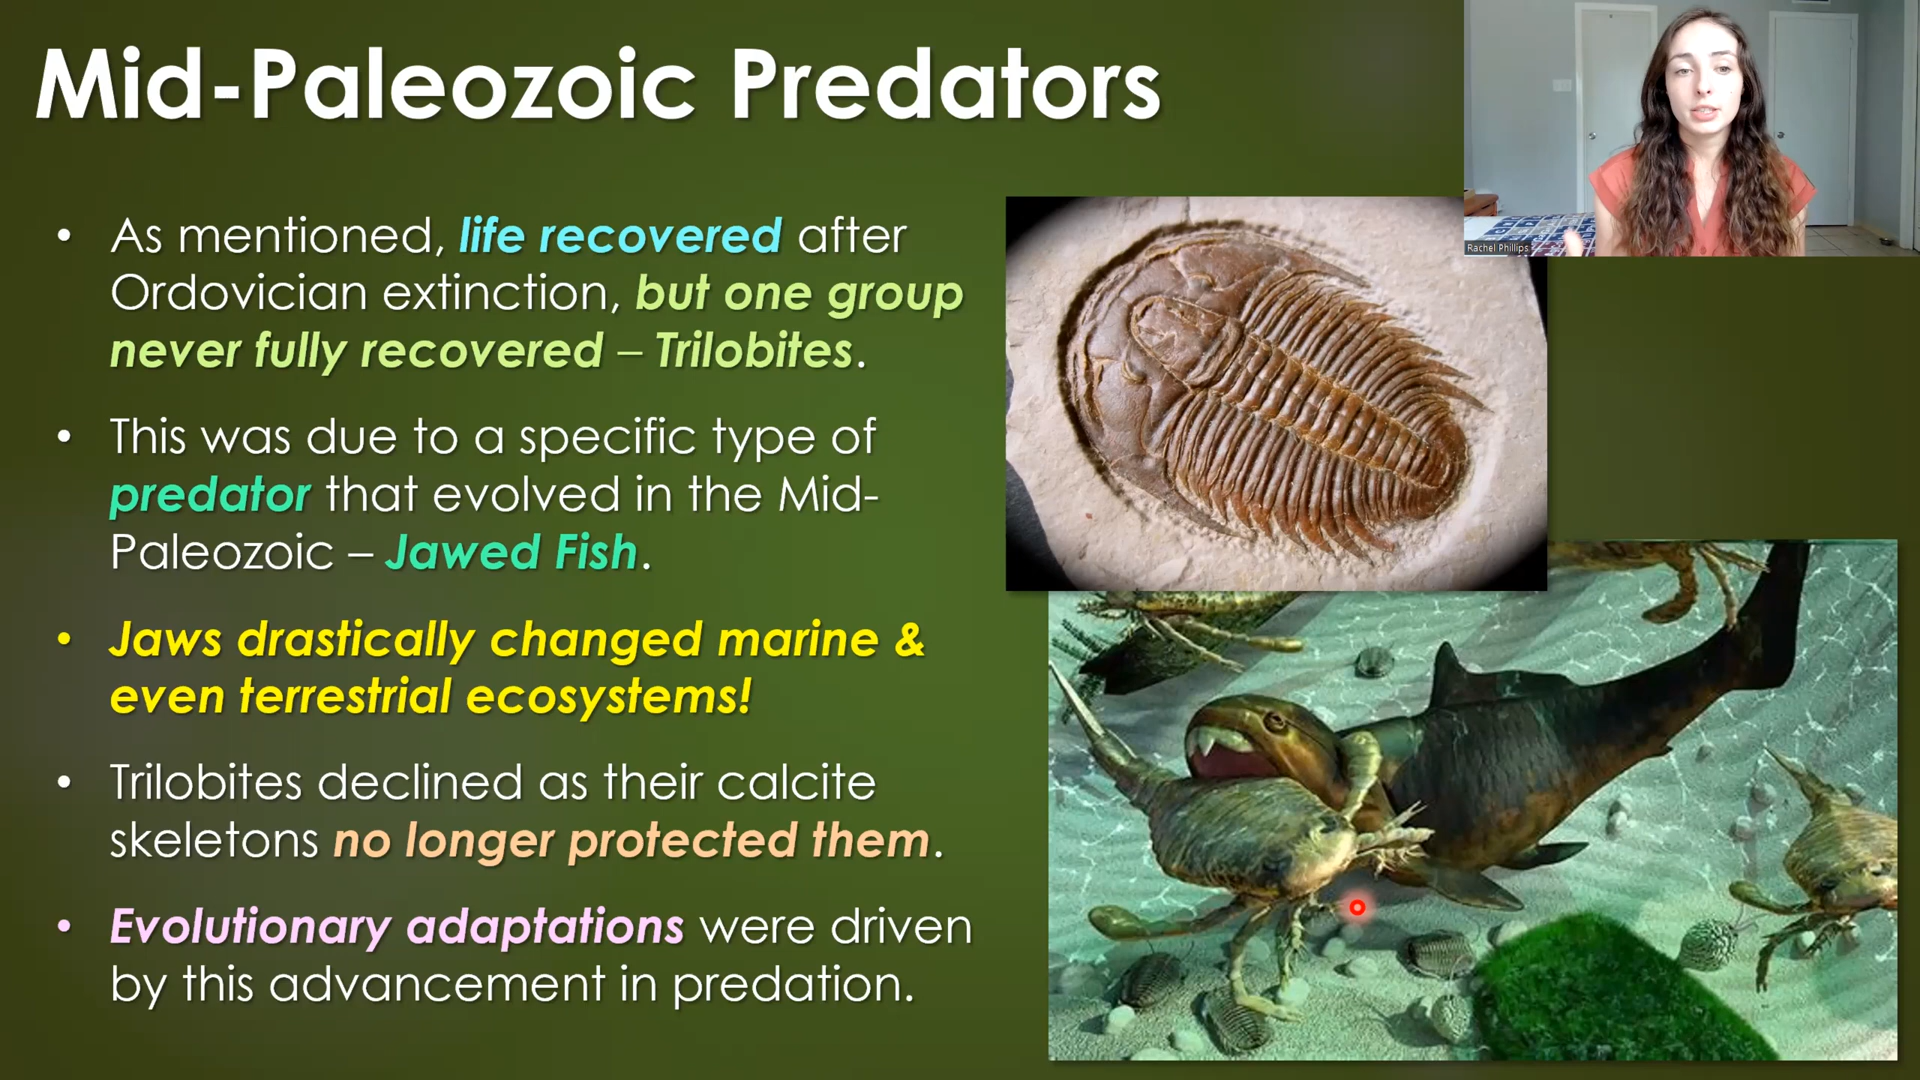 Mid-Paleozoic Predators
Rachel Phillips
• As mentioned, life recovered after
Ordovician extinction, but one group
never fully recovered – Trilobites.
• This was due to a specific type of
predator that evolved in the Mid-
Paleozoic – Jawed Fish.
• Jaws drastically changed marine &
even terrestrial ecosystems!
• Trilobites declined as their calcite
skeletons no longer protected them.
• Evolutionary adaptations were driven
by this advancement in predation.